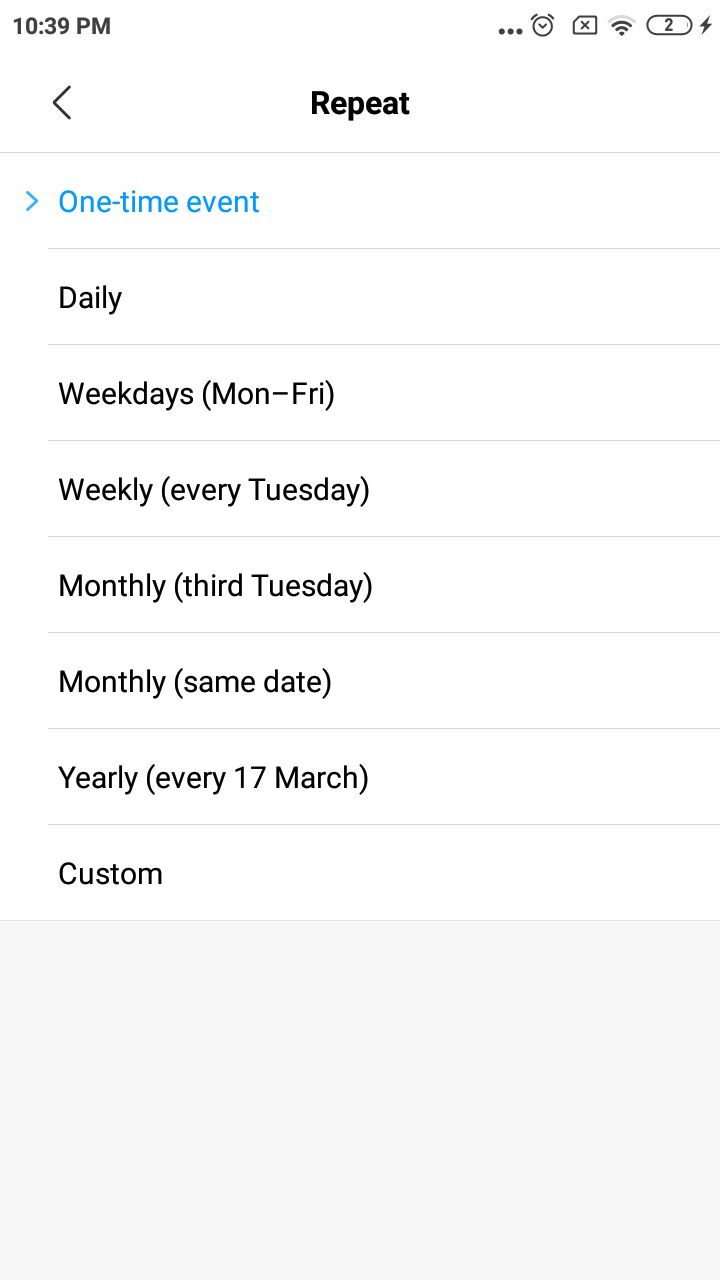 10:39 PM
2
Repeat
One-time event
Daily
Weekdays (Mon–Fri)
Weekly (every Tuesday)
Monthly (third Tuesday)
Monthly (same date)
Yearly (every 17 March)
Custom